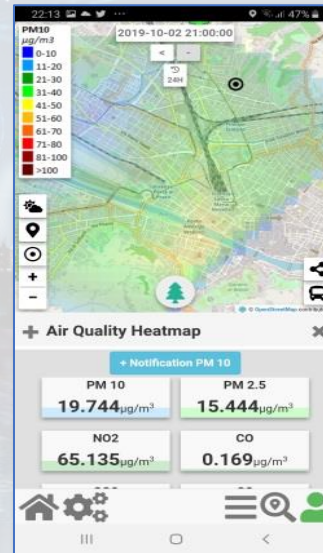 22:13 47%
PM10
µg/m3
0-10
11-20
21-30
31-40
41-50
51-60
61-70
71-80
81-100
>100
2019-10-02 21:00:00
< -
24H
+
-
© OpenStreetMap
+ Air Quality Heatmap
+ Notification PM 10
PM 10
19.744µg/m³
PM 2.5
15.444µg/m³
NO2
65.135µg/m³
CO
0.169µg/m³